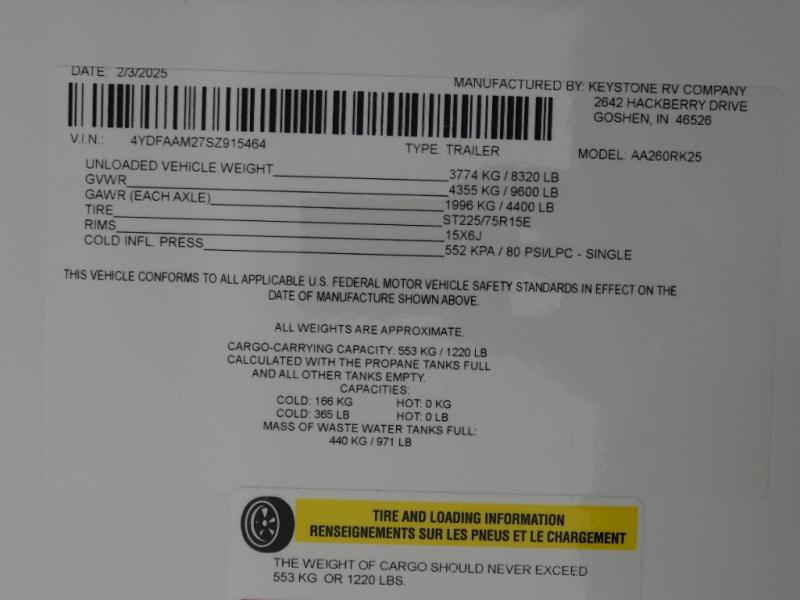 DATE: 2/3/2025
MANUFACTURED BY: KEYSTONE RV COMPANY
2642 HACKBERRY DRIVE
GOSHEN, IN 46526
V.I.N.: 4YDFAAM27SZ915464
TYPE: TRAILER
MODEL: AA260RK25
UNLOADED VEHICLE WEIGHT 3774 KG / 8320 LB
GVWR 4355 KG / 9600 LB
GAWR (EACH AXLE) 1996 KG / 4400 LB
TIRE ST225/75R15E
RIMS 15X6J
COLD INFL. PRESS 552 KPA / 80 PSI/LPC - SINGLE
THIS VEHICLE CONFORMS TO ALL APPLICABLE U.S. FEDERAL MOTOR VEHICLE SAFETY STANDARDS IN EFFECT ON THE
DATE OF MANUFACTURE SHOWN ABOVE.
ALL WEIGHTS ARE APPROXIMATE.
CARGO-CARRYING CAPACITY: 553 KG / 1220 LB
CALCULATED WITH THE PROPANE TANKS FULL
AND ALL OTHER TANKS EMPTY.
CAPACITIES:
COLD: 166 KG HOT: 0 KG
COLD: 365 LB HOT: 0 LB
MASS OF WASTE WATER TANKS FULL:
440 KG / 971 LB
TIRE AND LOADING INFORMATION
RENSEIGNEMENTS SUR LES PNEUS ET LE CHARGEMENT
THE WEIGHT OF CARGO SHOULD NEVER EXCEED
553 KG OR 1220 LBS.